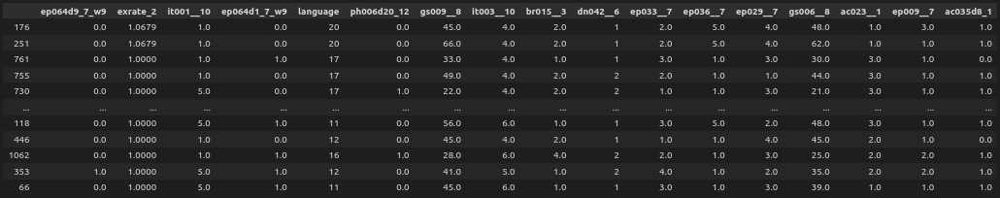 ep064d9_7_w9 exrate_2 it001__10 ep064d1_7_w9 language ph006d20_12 gs009__8 it003__10 br015__3 dn042__6 ep033__7 ep036__7 ep029__7 gs006__8 ac023__1 ep009__7 ac035d8_1
176 0.0 1.0679 1.0 0.0 20 1.0 45.0 4.0 2.0 1 2.0 5.0 4.0 48.0 1.0 3.0 1.0
251 0.0 1.0679 1.0 0.0 20 0.0 66.0 4.0 2.0 1 2.0 5.0 4.0 62.0 1.0 1.0 1.0
761 0.0 1.0000 1.0 1.0 17 0.0 33.0 4.0 1.0 1 3.0 1.0 3.0 30.0 3.0 1.0 0.0
755 0.0 1.0000 1.0 0.0 17 0.0 49.0 4.0 2.0 2 2.0 1.0 1.0 44.0 3.0 1.0 1.0
730 0.0 1.0000 5.0 0.0 17 1.0 22.0 4.0 2.0 2 1.0 1.0 3.0 21.0 3.0 1.0 1.0
... ... ... ... ... ... ... ... ... ... ... ... ... ... ... ... ... ...
118 0.0 1.0000 5.0 1.0 11 0.0 56.0 6.0 1.0 1 3.0 5.0 2.0 48.0 3.0 1.0 1.0
446 0.0 1.0000 1.0 0.0 12 0.0 45.0 4.0 2.0 1 1.0 1.0 4.0 45.0 2.0 1.0 0.0
1062 0.0 1.0000 1.0 1.0 16 1.0 28.0 6.0 4.0 2 2.0 1.0 3.0 25.0 2.0 2.0 1.0
353 1.0 1.0000 5.0 1.0 12 0.0 41.0 5.0 1.0 2 4.0 1.0 2.0 35.0 2.0 2.0 1.0
66 0.0 1.0000 5.0 1.0 11 0.0 45.0 6.0 1.0 1 3.0 1.0 3.0 39.0 1.0 1.0 1.0